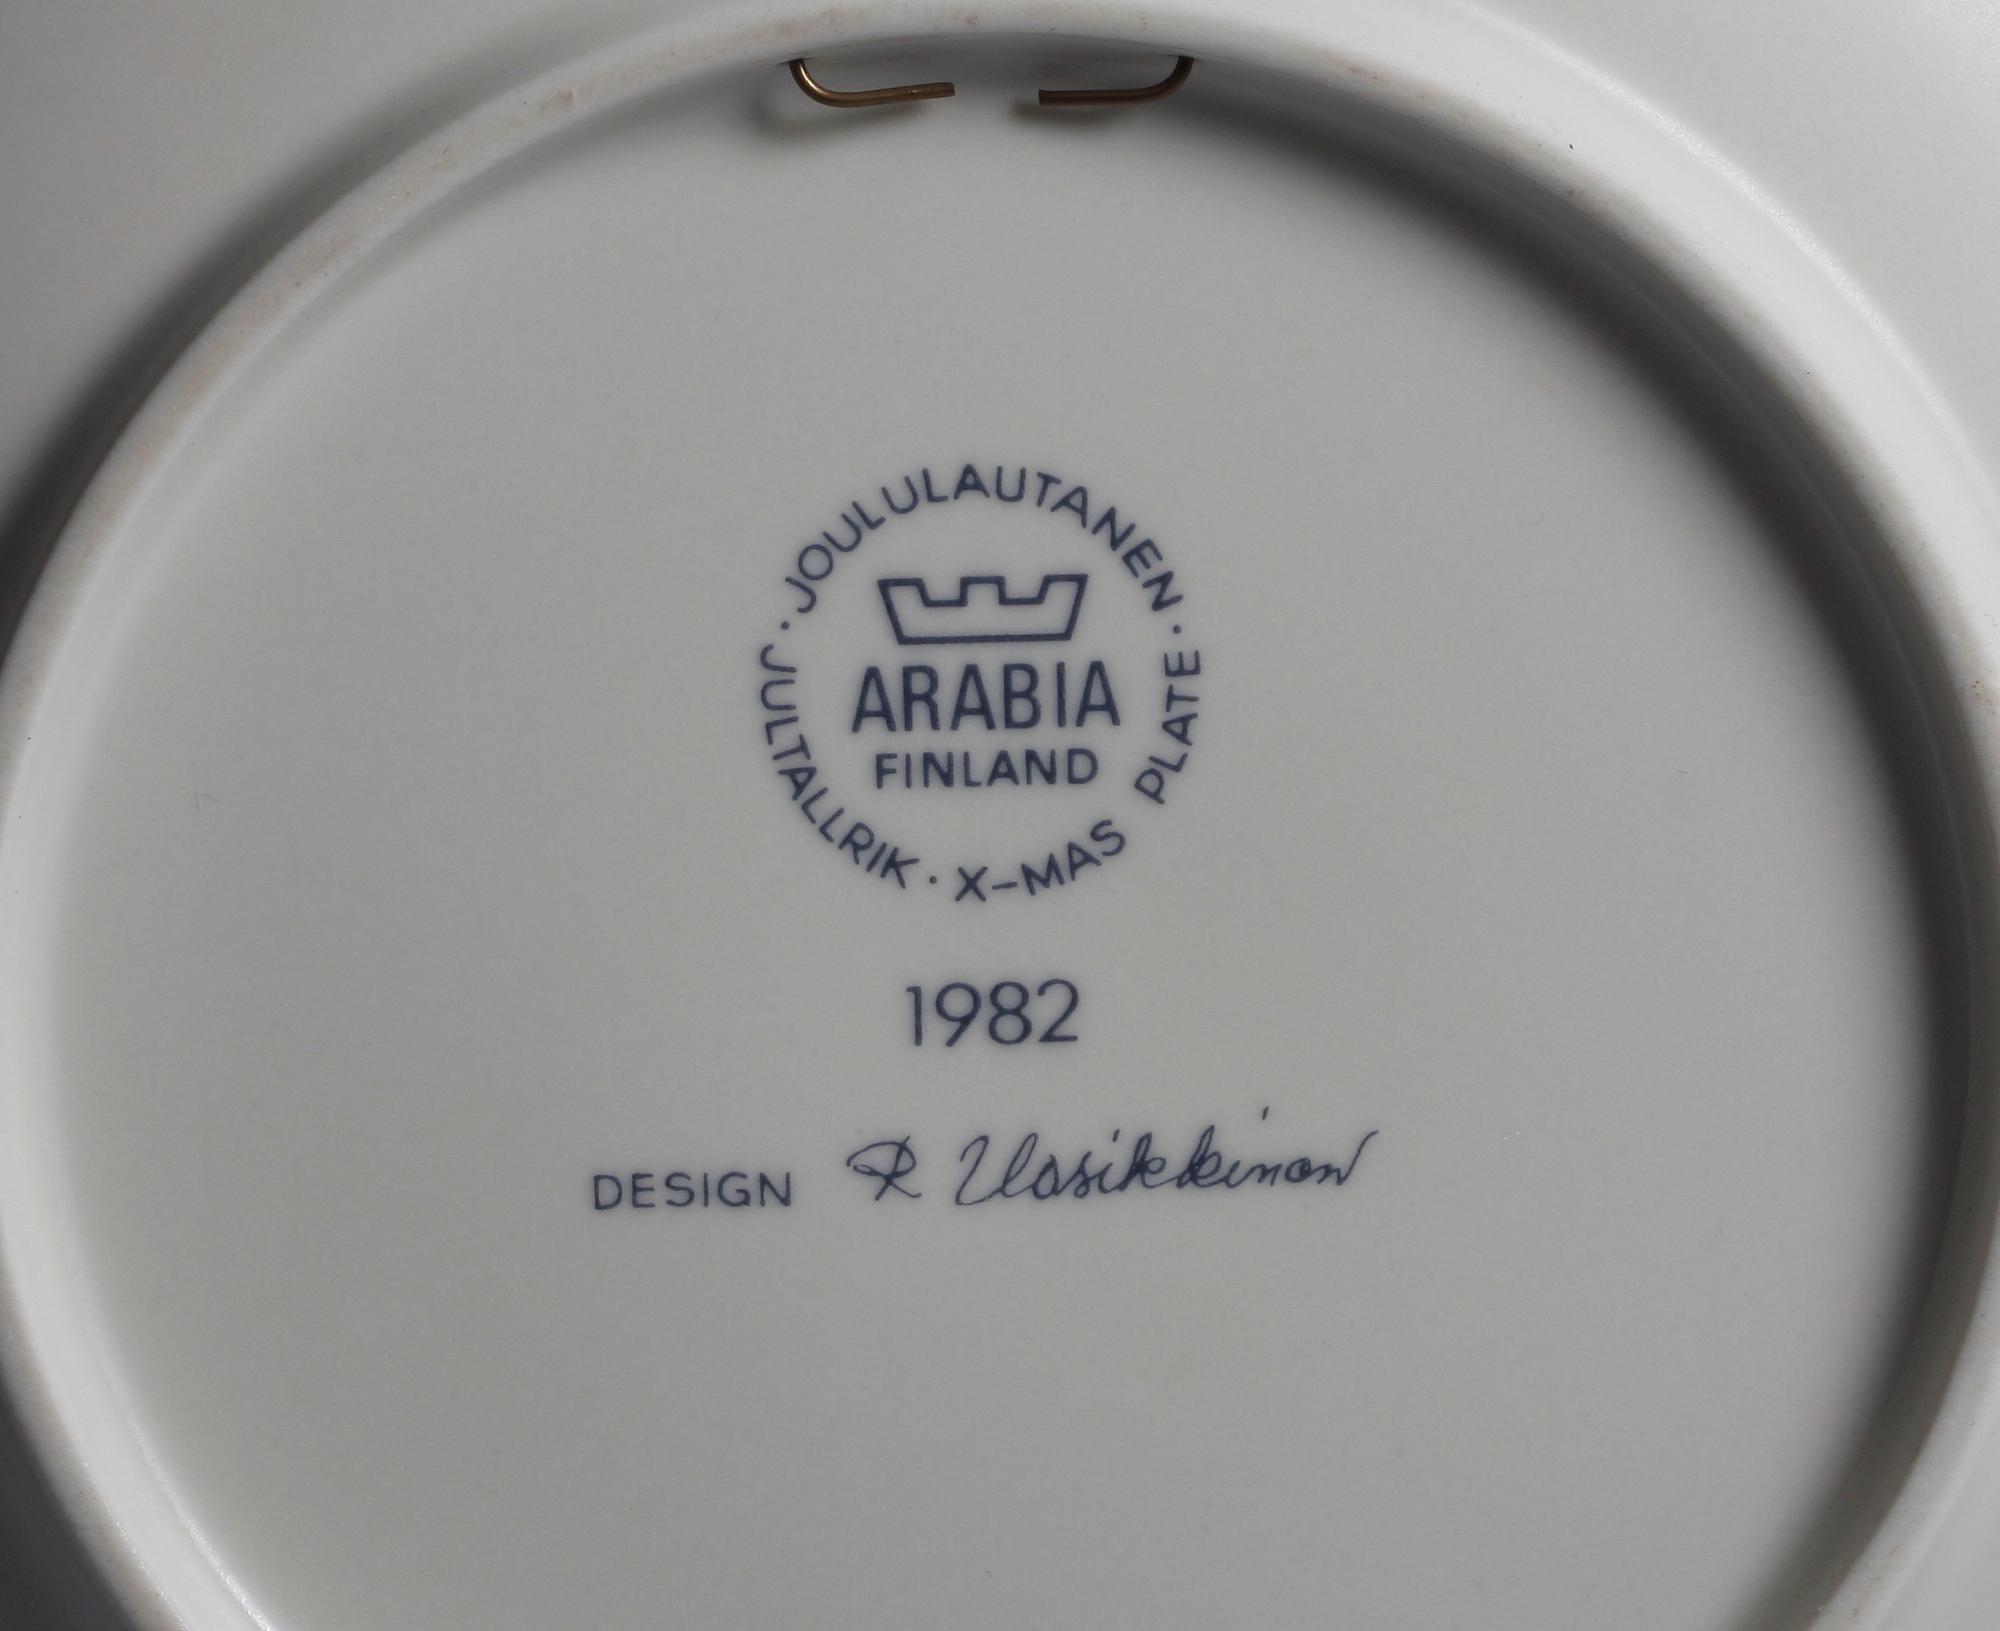 · JOULULAUTANEN · X-MAS PLATE · JULTALLRIK
ARABIA
FINLAND
1982
DESIGN R Uosikkinen